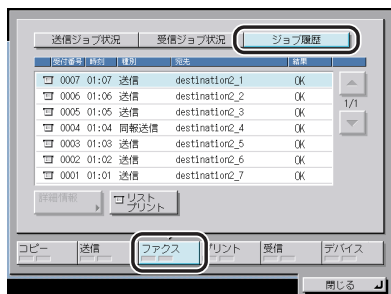 送信ジョブ状況 受信ジョブ状況 ジョブ履歴
受付番号 時刻 種別 宛先 結果
0007 01:07 送信 destination2_1 OK
0006 01:06 送信 destination2_2 OK
0005 01:05 送信 destination2_3 OK
0004 01:04 同報送信 destination2_4 OK
0003 01:03 送信 destination2_5 OK
0002 01:02 送信 destination2_6 OK
0001 01:01 送信 destination2_7 OK
1/1
詳細情報 リスト
プリント
コピー 送信 ファクス プリント 受信 デバイス
閉じる